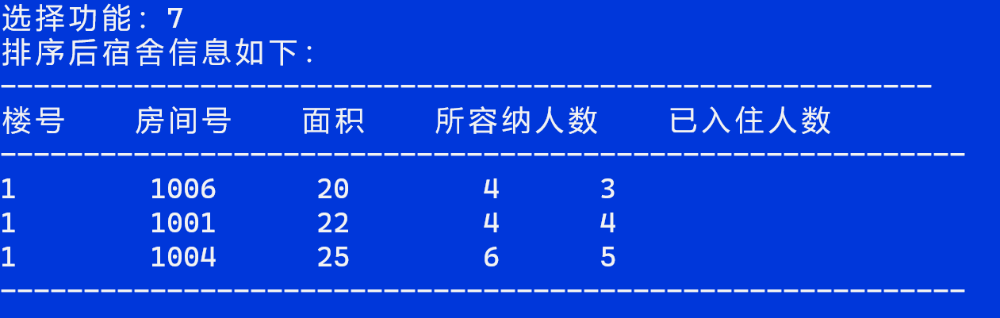 选择功能：7
排序后宿舍信息如下：
--------------------------------------------------------
楼号    房间号    面积    所容纳人数    已入住人数
----------------------------------------------------------
1        1006      20        4      3
1        1001      22        4      4
1        1004      25        6      5
----------------------------------------------------------